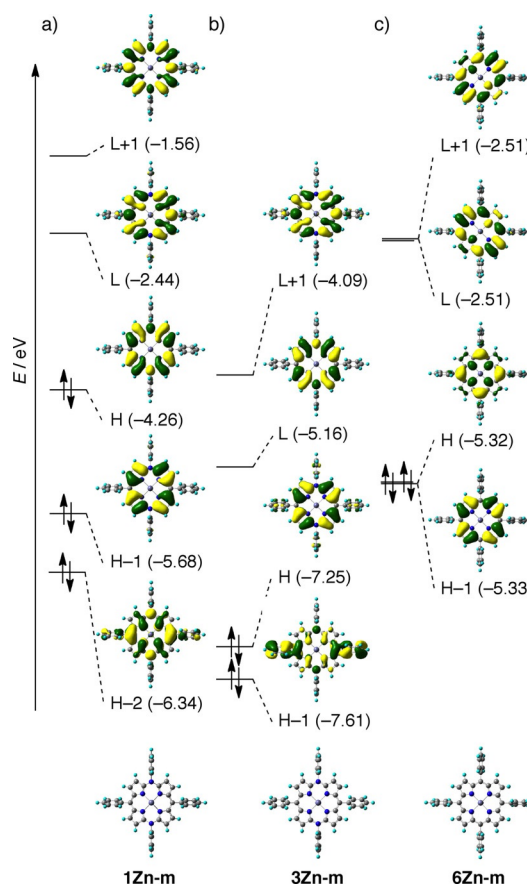 a)
b)
c)
E / eV
L+1 (–1.56)
L (–2.44)
H (–4.26)
H–1 (–5.68)
H–2 (–6.34)
1Zn-m
L+1 (–4.09)
L (–5.16)
H (–7.25)
H–1 (–7.61)
3Zn-m
L+1 (–2.51)
L (–2.51)
H (–5.32)
H–1 (–5.33)
6Zn-m